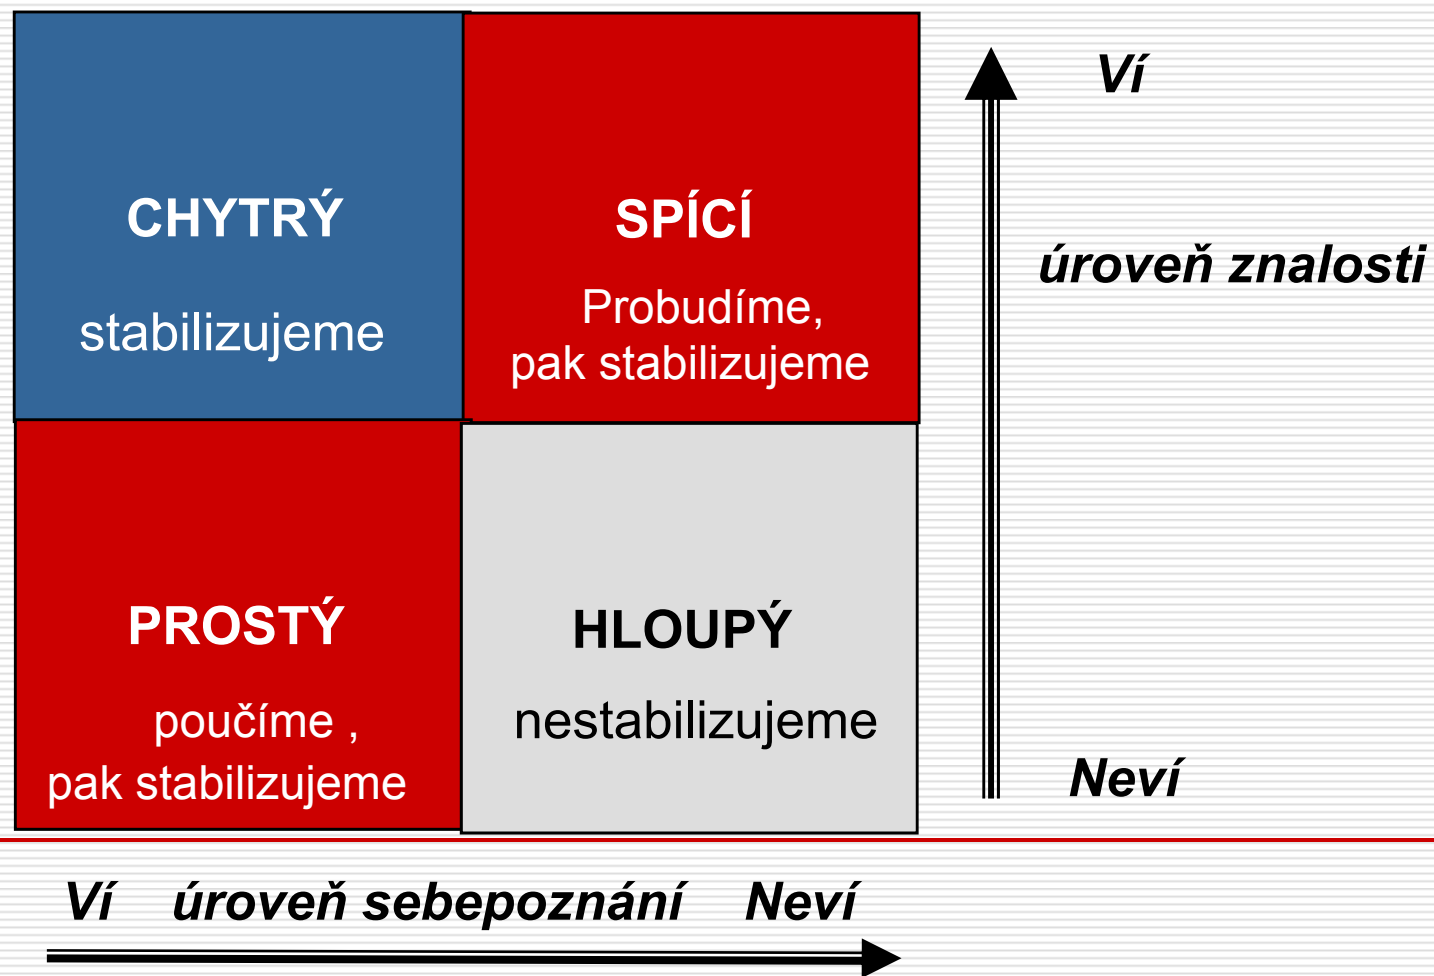 CHYTRÝ
stabilizujeme
SPÍCÍ
Probudíme,
pak stabilizujeme
PROSTÝ
poučíme ,
pak stabilizujeme
HLOUPÝ
nestabilizujeme
Ví
úroveň znalosti
Neví
Ví úroveň sebepoznání Neví